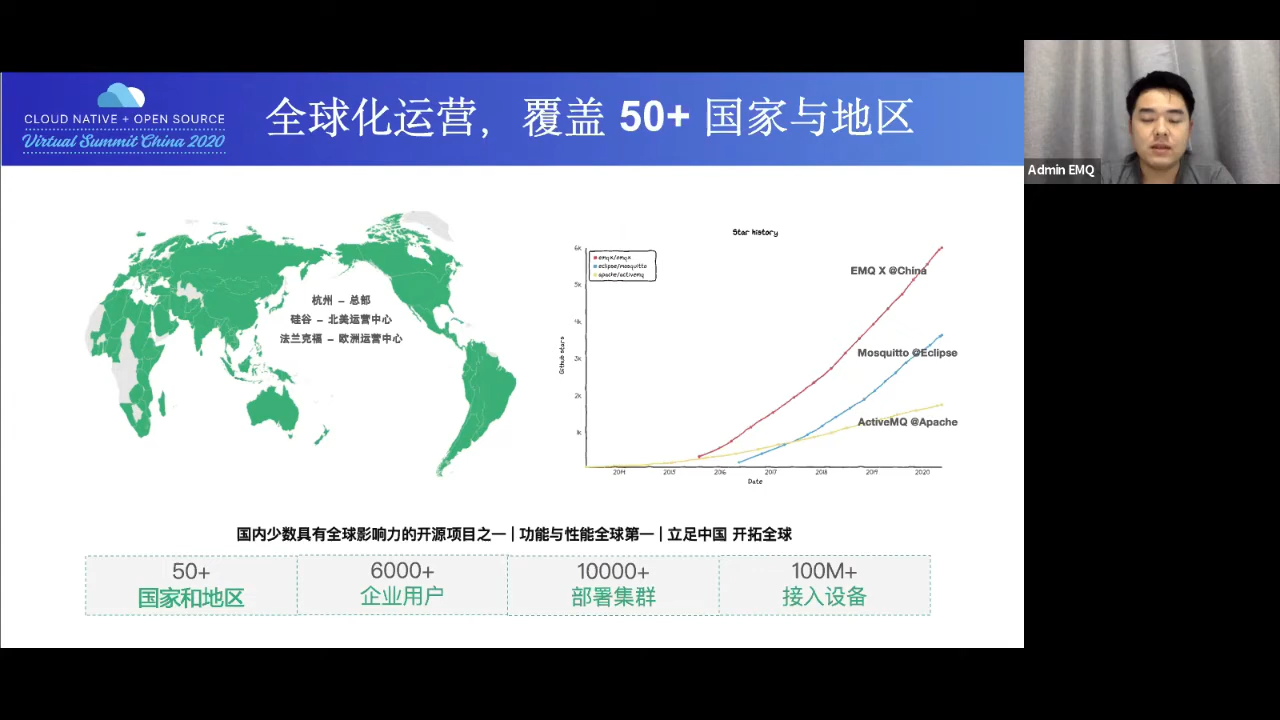 CLOUD NATIVE + OPEN SOURCE
Virtual Summit China 2020
全球化运营，覆盖 50+ 国家与地区
Admin EMQ
杭州 – 总部
硅谷 – 北美运营中心
法兰克福 – 欧洲运营中心
Star history
emqx/emqx
eclipse/mosquitto
apache/activemq
6K
5K
4K
3K
2K
1K
Github stars
EMQ X @China
Mosquitto @Eclipse
ActiveMQ @Apache
2014 2015 2016 2017 2018 2019 2020
Date
国内少数具有全球影响力的开源项目之一 | 功能与性能全球第一 | 立足中国 开拓全球
50+ 6000+ 10000+ 100M+
国家和地区 企业用户 部署集群 接入设备